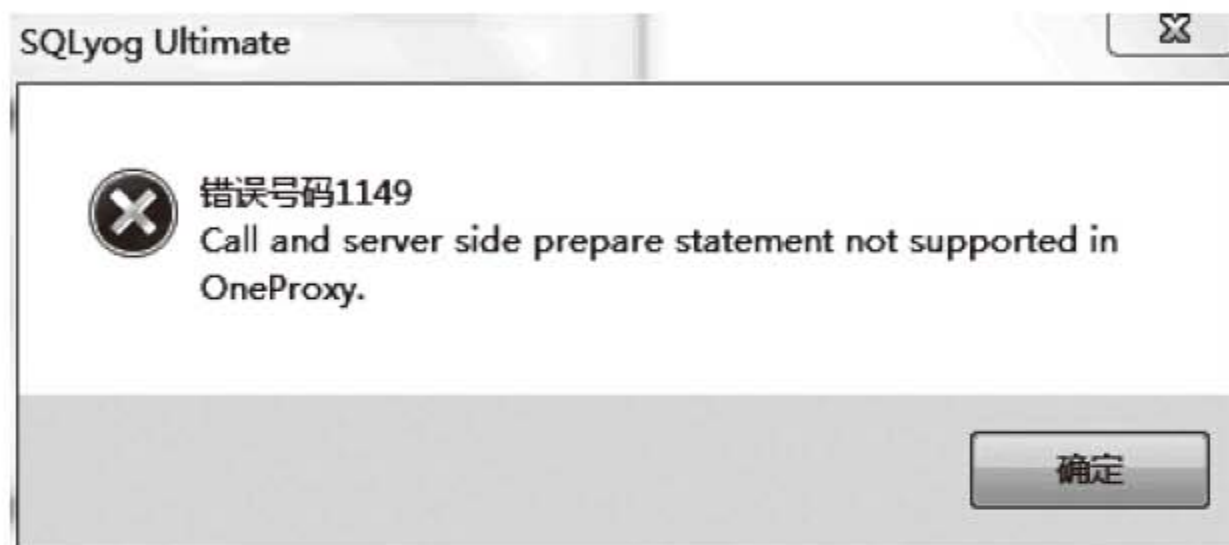 SQLyog Ultimate
错误号码1149
Call and server side prepare statement not supported in
OneProxy.
确定